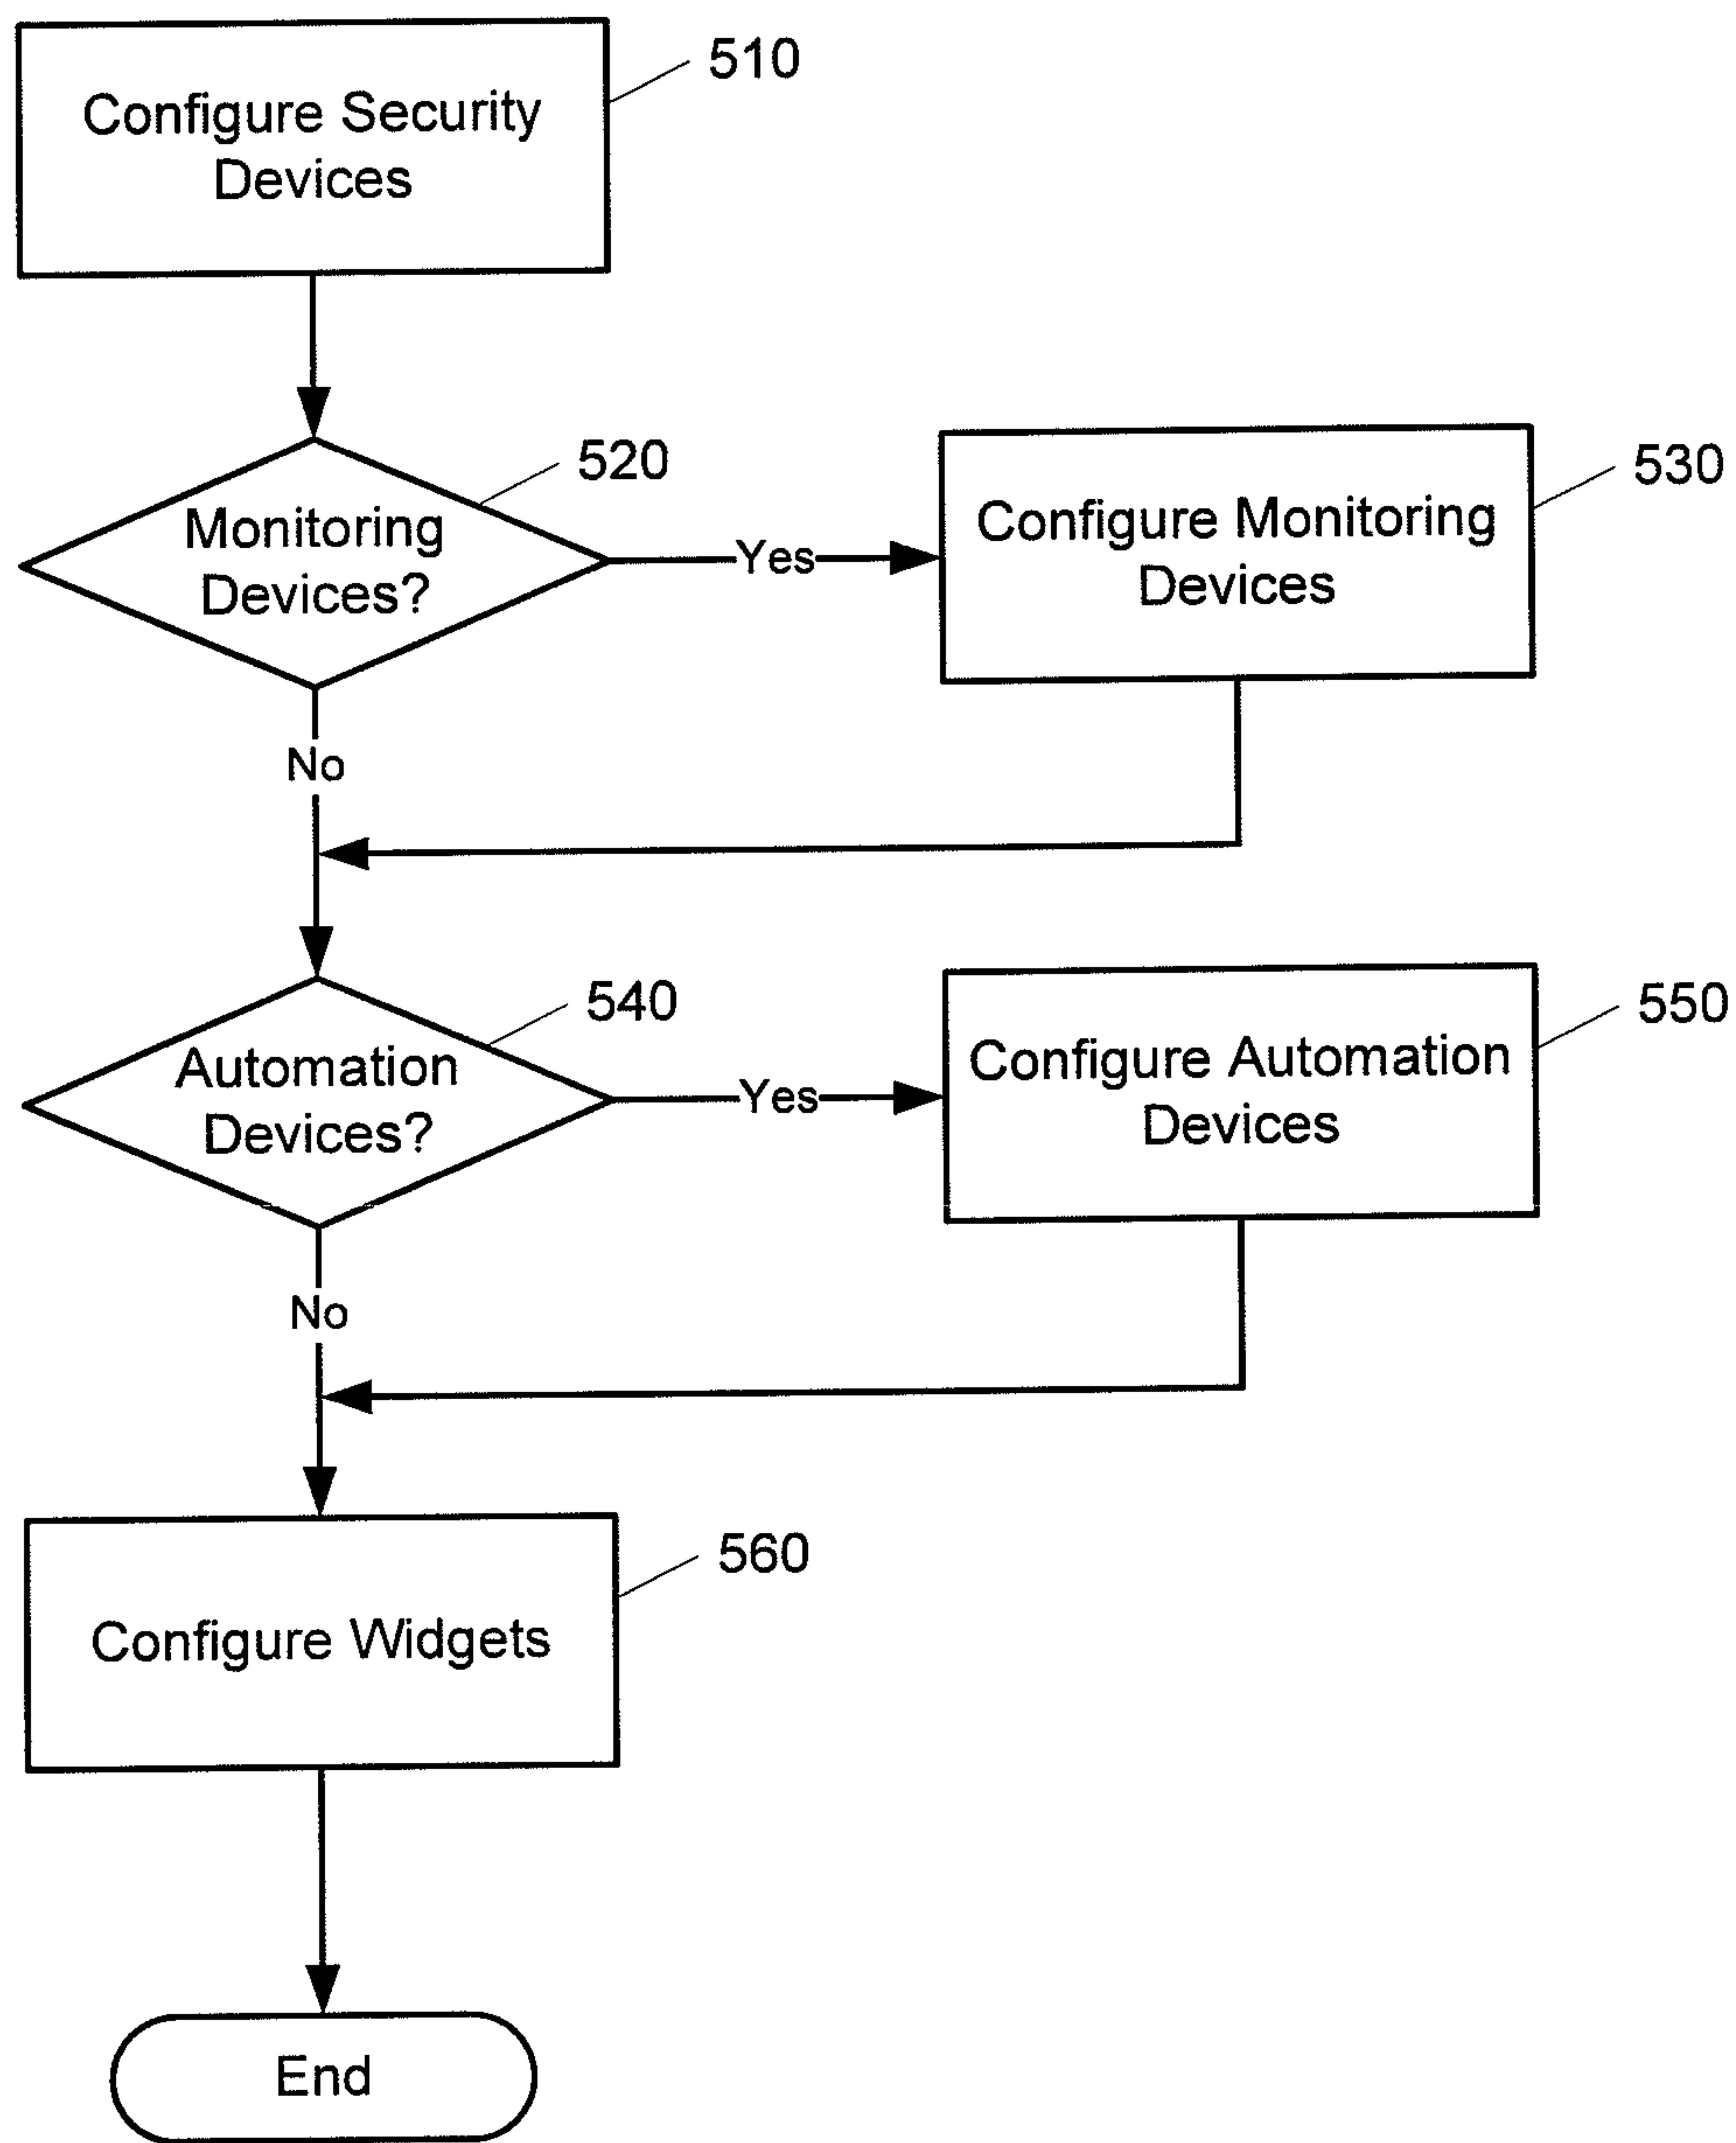 510
Configure Security
Devices
520
Monitoring
Devices?
Yes
530
Configure Monitoring
Devices
No
540
Automation
Devices?
Yes
550
Configure Automation
Devices
No
560
Configure Widgets
End